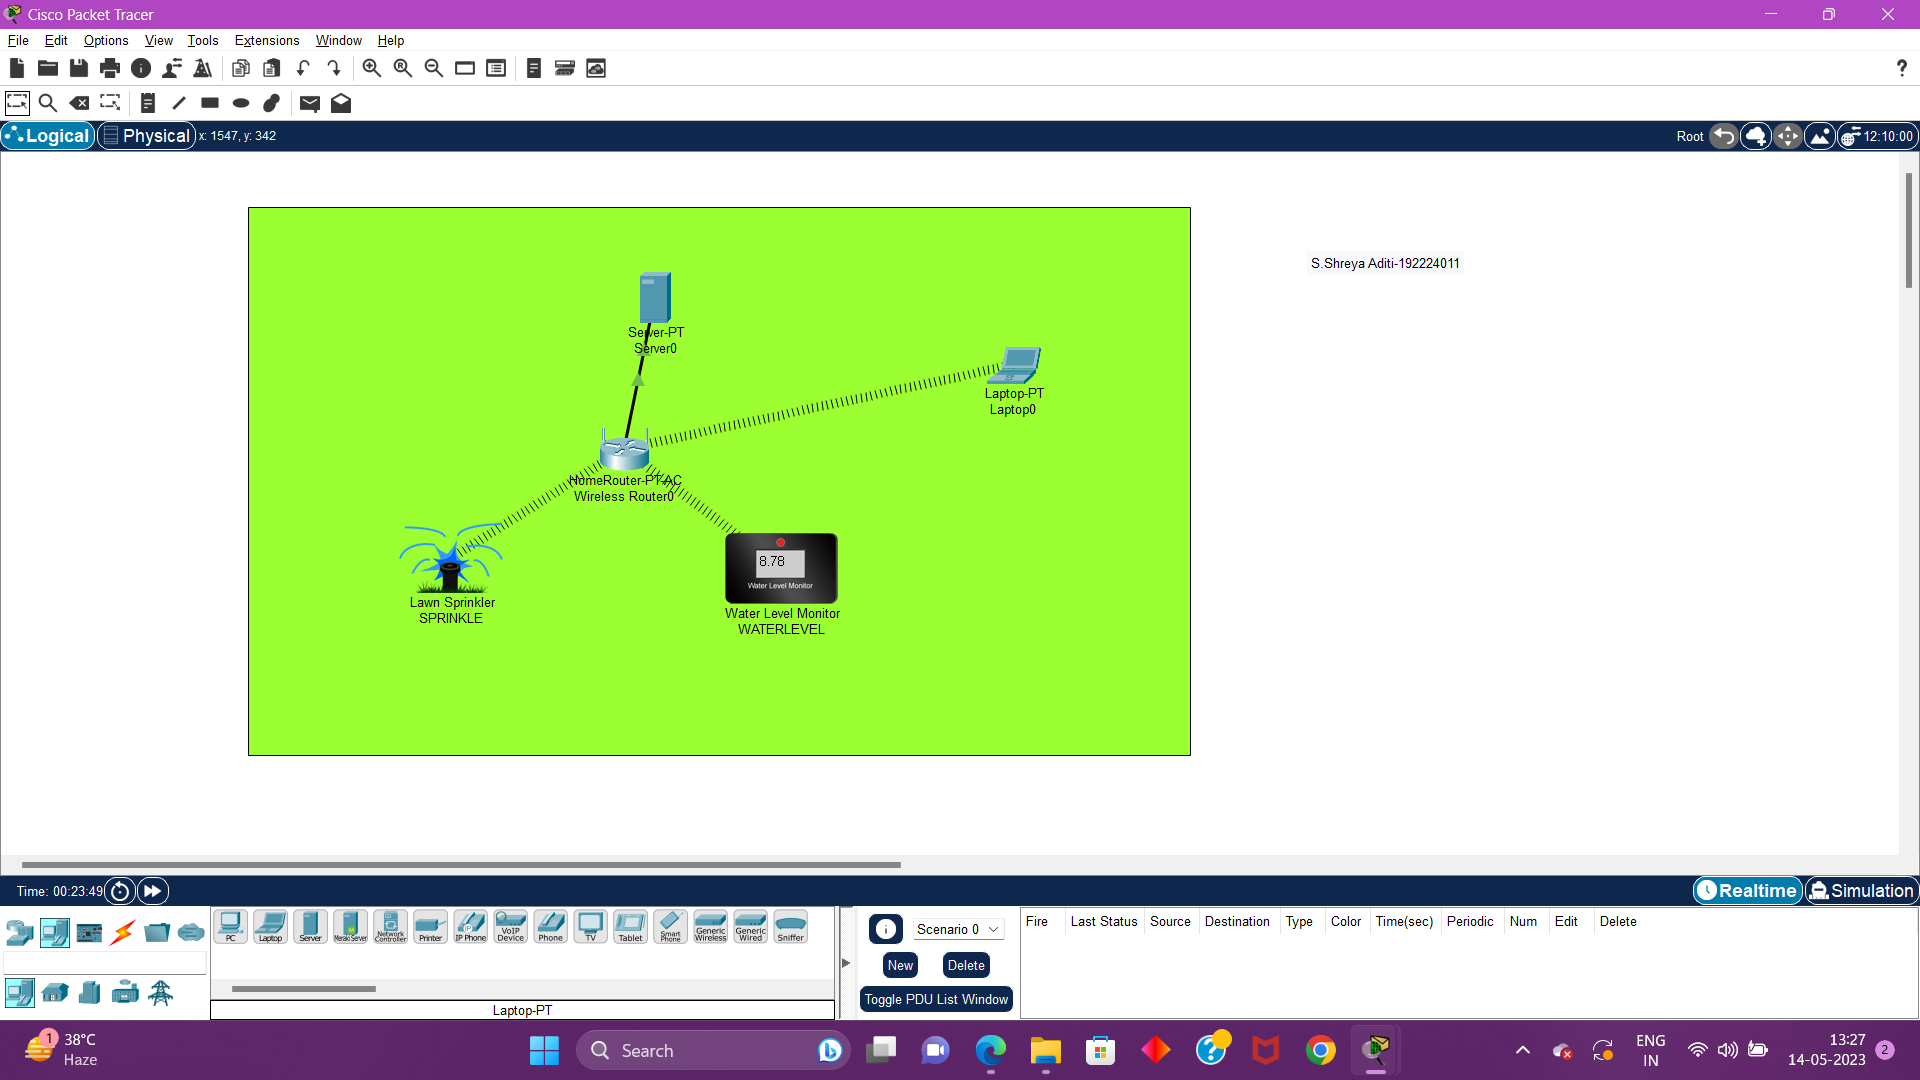 Cisco Packet Tracer
File Edit Options View Tools Extensions Window Help
?
Logical Physical x: 1547, y: 342 Root 12:10:00
S.Shreya Aditi-192224011
Server-PT
Server0
Laptop-PT
Laptop0
HomeRouter-PT-AC
Wireless Router0
8.78
Water Level Monitor
Lawn Sprinkler
SPRINKLE
Water Level Monitor
WATERLEVEL
Time: 00:23:49 Realtime Simulation
PC Laptop Server Meraki Server Network Controller Printer IP Phone VoIP Device Phone TV Tablet Smart Phone Generic Wireless Generic Wired Sniffer
Laptop-PT
Scenario 0
New Delete
Toggle PDU List Window
Fire Last Status Source Destination Type Color Time(sec) Periodic Num Edit Delete
1 38°C
Haze
Search
ENG
IN
13:27
14-05-2023
2